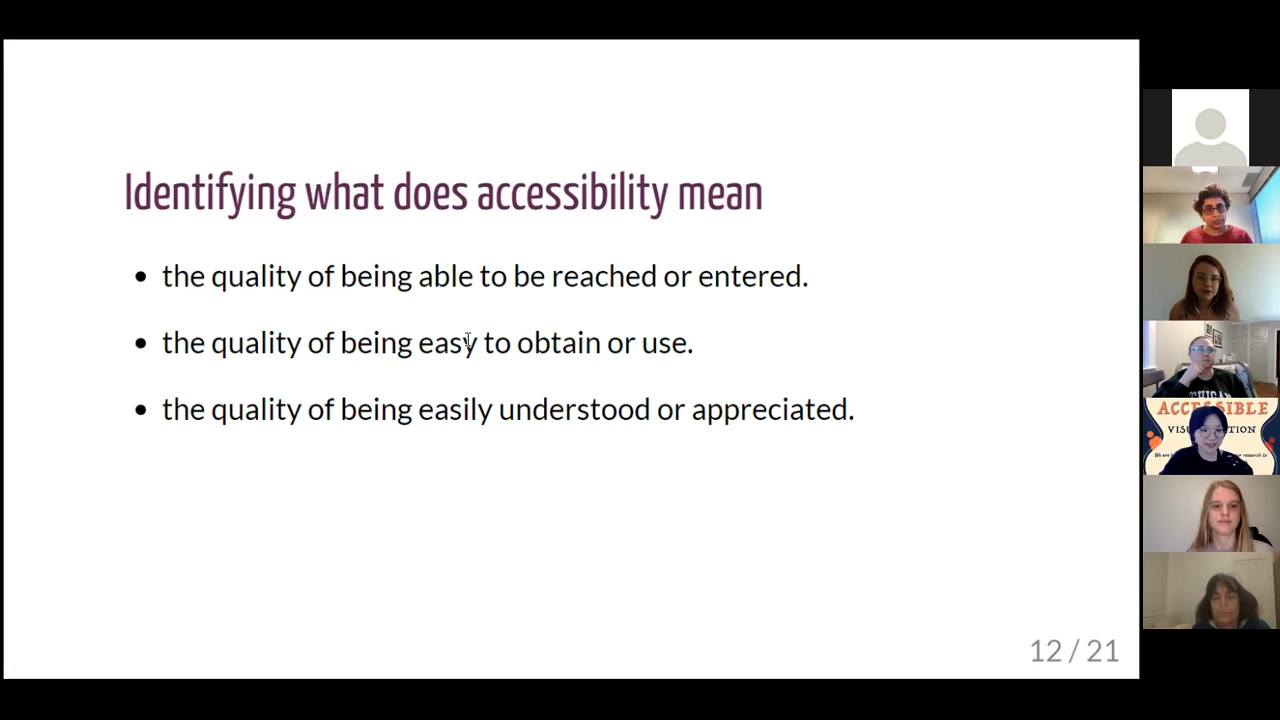 Identifying what does accessibility mean
• the quality of being able to be reached or entered.
• the quality of being easy to obtain or use.
• the quality of being easily understood or appreciated.
12 / 21
ACCESSIBLE